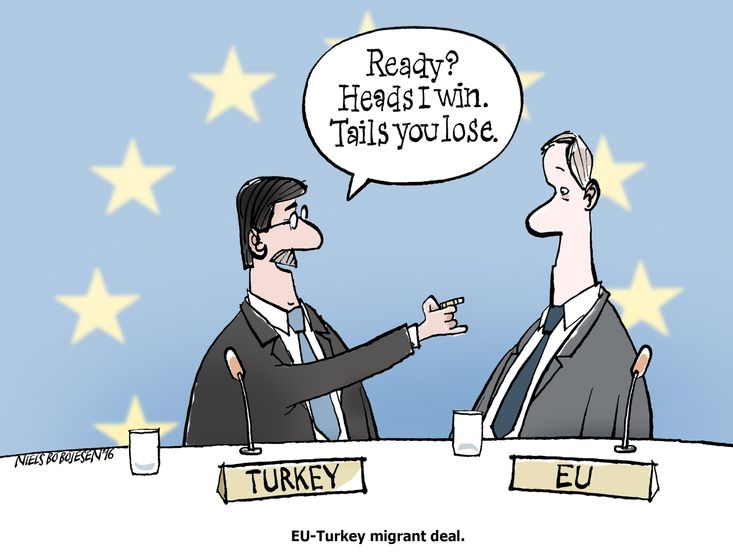 Ready?
Heads I win.
Tails you lose.
NIELS BO BOJESEN '16
TURKEY
EU
EU-Turkey migrant deal.